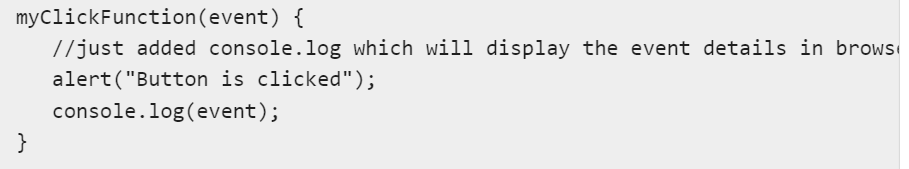 myClickFunction(event) {
   //just added console.log which will display the event details in brows
   alert("Button is clicked");
   console.log(event);
}